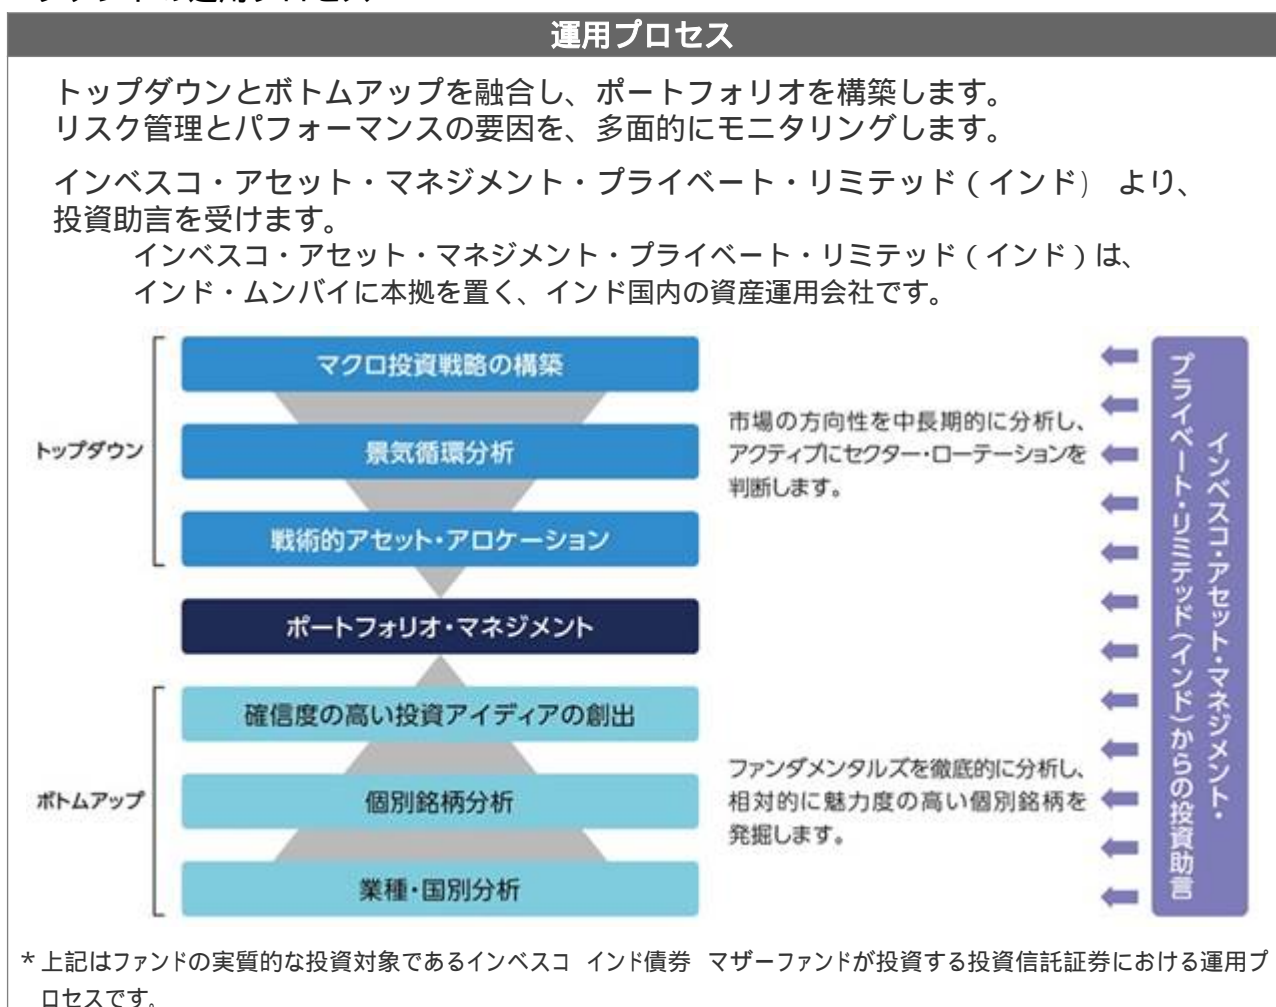 運用プロセス
トップダウンとボトムアップを融合し、ポートフォリオを構築します。
リスク管理とパフォーマンスの要因を、多面的にモニタリングします。
インベスコ・アセット・マネジメント・プライベート・リミテッド(インド) より、
投資助言を受けます。
インベスコ・アセット・マネジメント・プライベート・リミテッド(インド)は、
インド・ムンバイに本拠を置く、インド国内の資産運用会社です。
トップダウン
マクロ投資戦略の構築
景気循環分析
戦術的アセット・アロケーション
市場の方向性を中長期的に分析し、
アクティブにセクター・ローテーションを
判断します。
ポートフォリオ・マネジメント
ボトムアップ
確信度の高い投資アイディアの創出
個別銘柄分析
業種・国別分析
ファンダメンタルズを徹底的に分析し、
相対的に魅力度の高い個別銘柄を
発掘します。
インベスコ・アセット・マネジメント・
プライベート・リミテッド(インド)からの投資助言
*上記はファンドの実質的な投資対象であるインベスコ インド債券 マザーファンドが投資する投資信託証券における運用プ
ロセスです。